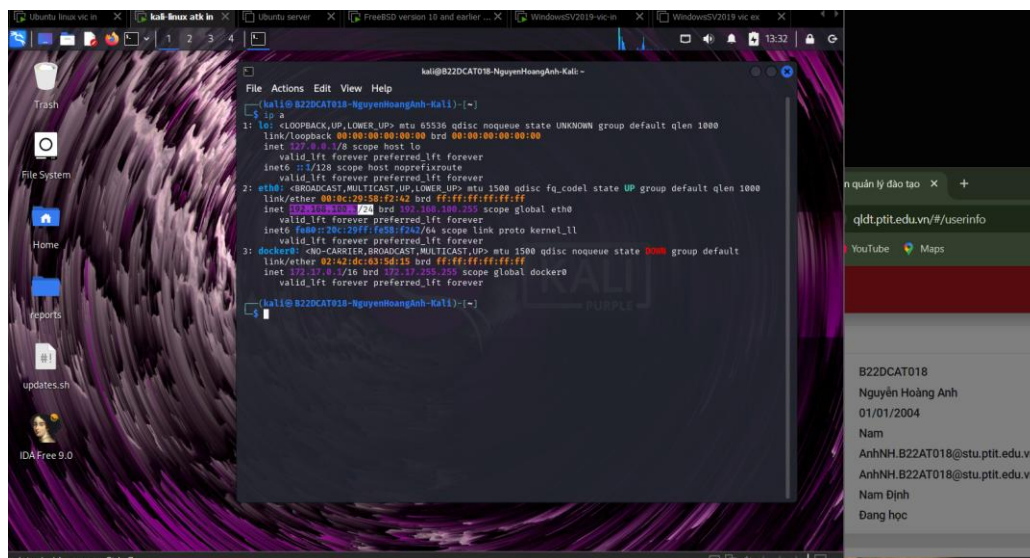 Ubuntu linux vic in
kali-linux atk in
Ubuntu server
FreeBSD version 10 and earlier ...
WindowsSV2019-vic-in
WindowsSV2019 vic ex
1 2 3 4
13:32
kali@B22DCAT018-NguyenHoangAnh-Kali: ~
File Actions Edit View Help
(kali㉿B22DCAT018-NguyenHoangAnh-Kali)-[~]
$ ip a
1: lo: <LOOPBACK,UP,LOWER_UP> mtu 65536 qdisc noqueue state UNKNOWN group default qlen 1000
link/loopback 00:00:00:00:00:00 brd 00:00:00:00:00:00
inet 127.0.0.1/8 scope host lo
valid_lft forever preferred_lft forever
inet6 ::1/128 scope host noprefixroute
valid_lft forever preferred_lft forever
2: eth0: <BROADCAST,MULTICAST,UP,LOWER_UP> mtu 1500 qdisc fq_codel state UP group default qlen 1000
link/ether 00:0c:29:58:f2:42 brd ff:ff:ff:ff:ff:ff
inet /24 brd 192.168.100.255 scope global eth0
valid_lft forever preferred_lft forever
inet6 fe80::20c:29ff:fe58:f242/64 scope link proto kernel_ll
valid_lft forever preferred_lft forever
3: docker0: <NO-CARRIER,BROADCAST,MULTICAST,UP> mtu 1500 qdisc noqueue state DOWN group default
link/ether 02:42:dc:63:5d:15 brd ff:ff:ff:ff:ff:ff
inet 172.17.0.1/16 brd 172.17.255.255 scope global docker0
valid_lft forever preferred_lft forever
(kali㉿B22DCAT018-NguyenHoangAnh-Kali)-[~]
$
KALI
PURPLE
Trash
File System
Home
reports
#!
updates.sh
IDA Free 9.0
n quản lý đào tạo
qldt.ptit.edu.vn/#/userinfo
YouTube
Maps
B22DCAT018
Nguyễn Hoàng Anh
01/01/2004
Nam
AnhNH.B22AT018@stu.ptit.edu.v
AnhNH.B22AT018@stu.ptit.edu.v
Nam Định
Đang học